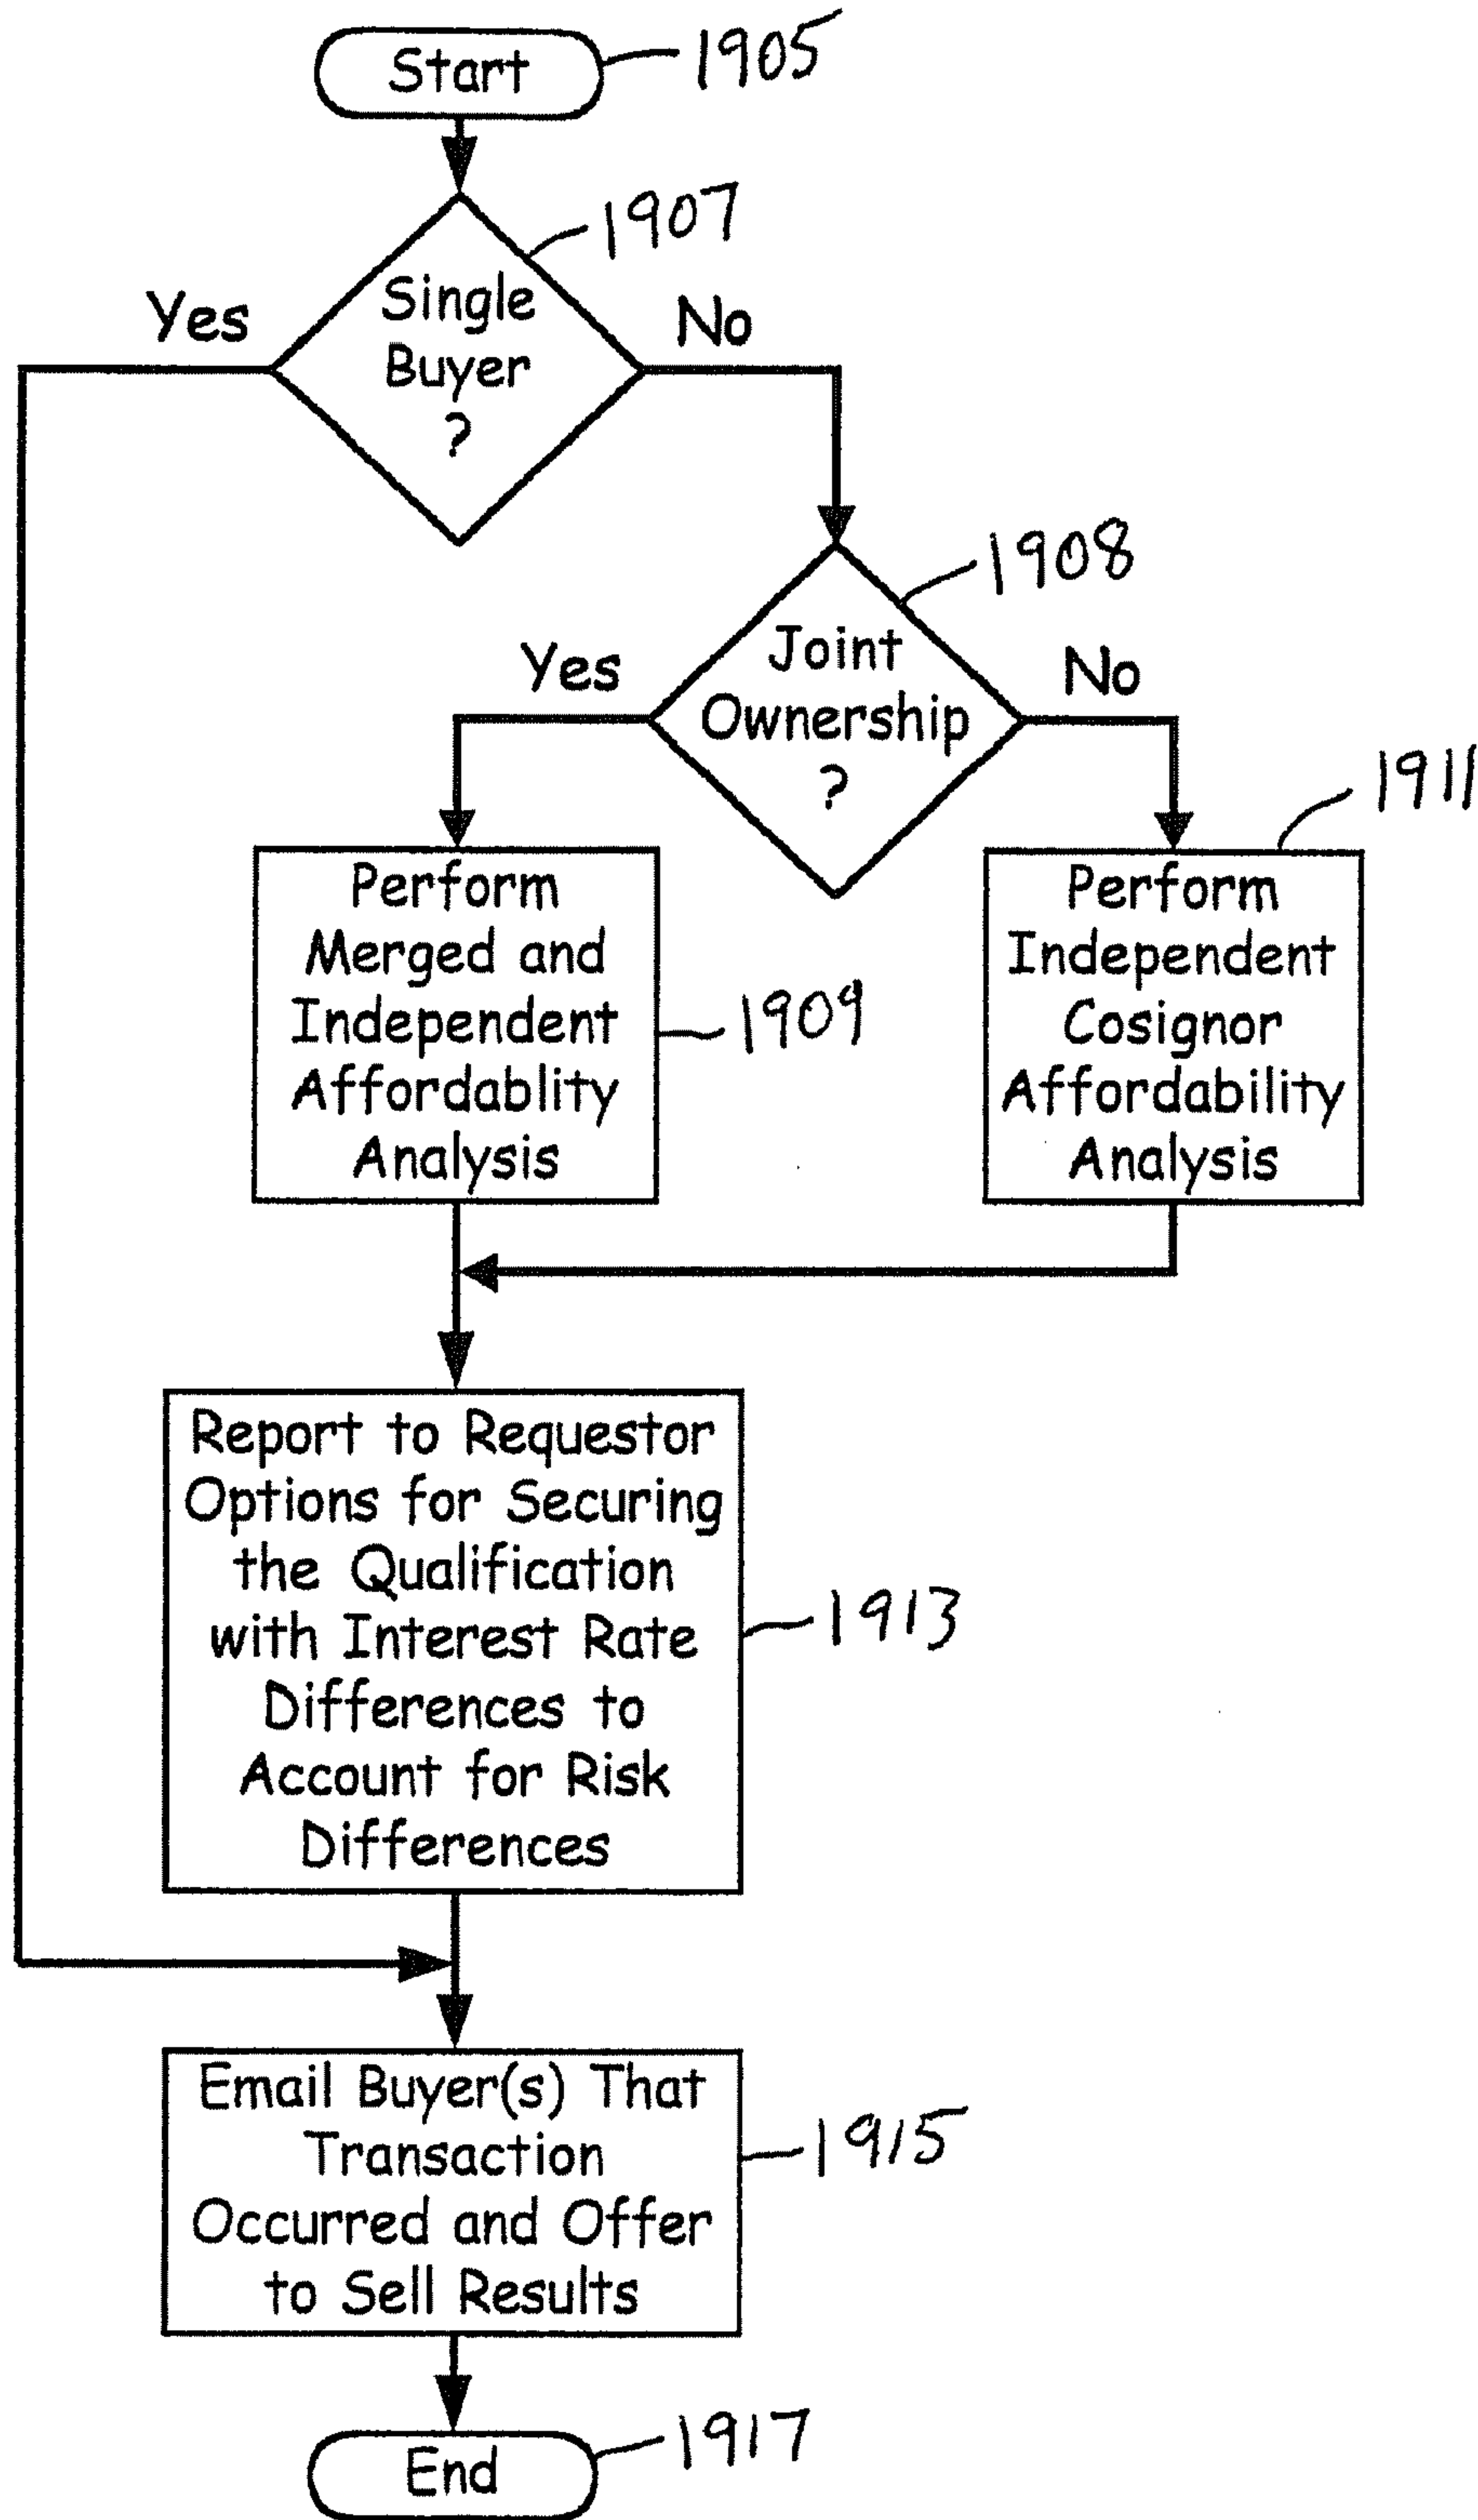 Start
1905
1907
Single
Buyer
?
Yes
No
1908
Joint
Ownership
?
Yes
No
1911
Perform
Merged and
Independent
Affordablity
Analysis
1909
Perform
Independent
Cosignor
Affordability
Analysis
Report to Requestor
Options for Securing
the Qualification
with Interest Rate
Differences to
Account for Risk
Differences
1913
Email Buyer(s) That
Transaction
Occurred and Offer
to Sell Results
1915
End
1917